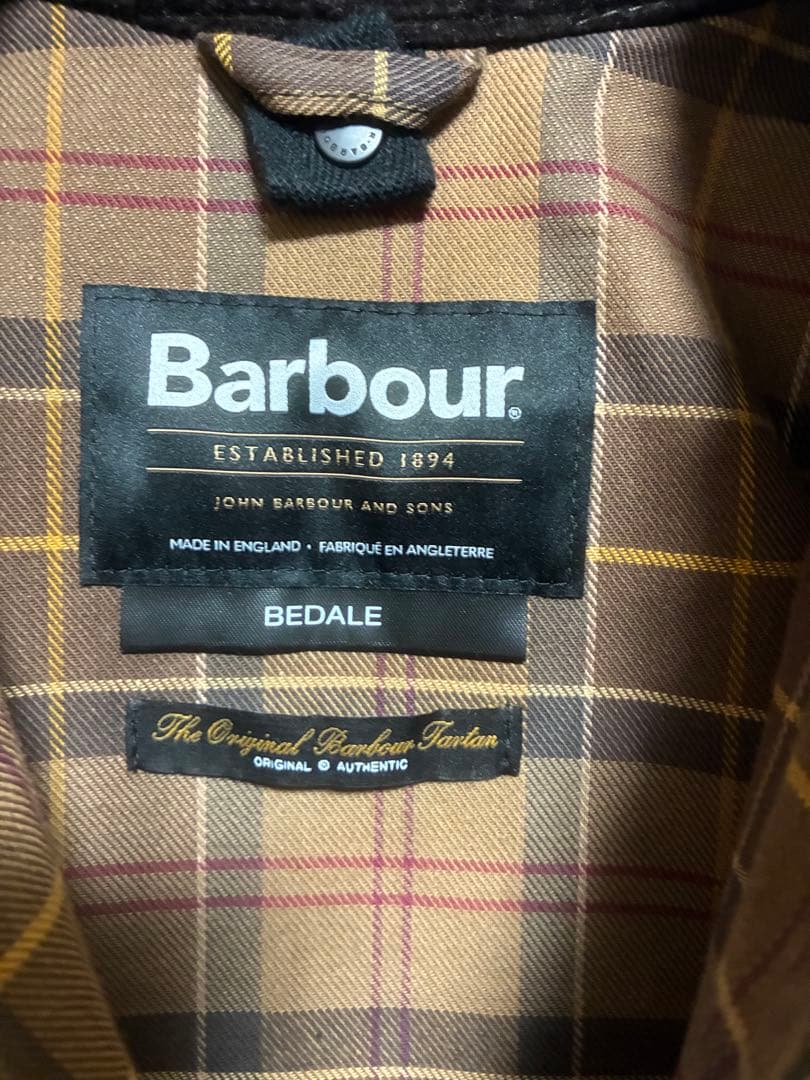 J.BARBO
Barbour®
ESTABLISHED 1894
JOHN BARBOUR AND SONS
MADE IN ENGLAND · FABRIQUÉ EN ANGLETERRE
BEDALE
The Original Barbour Tartan
ORIGINAL © AUTHENTIC